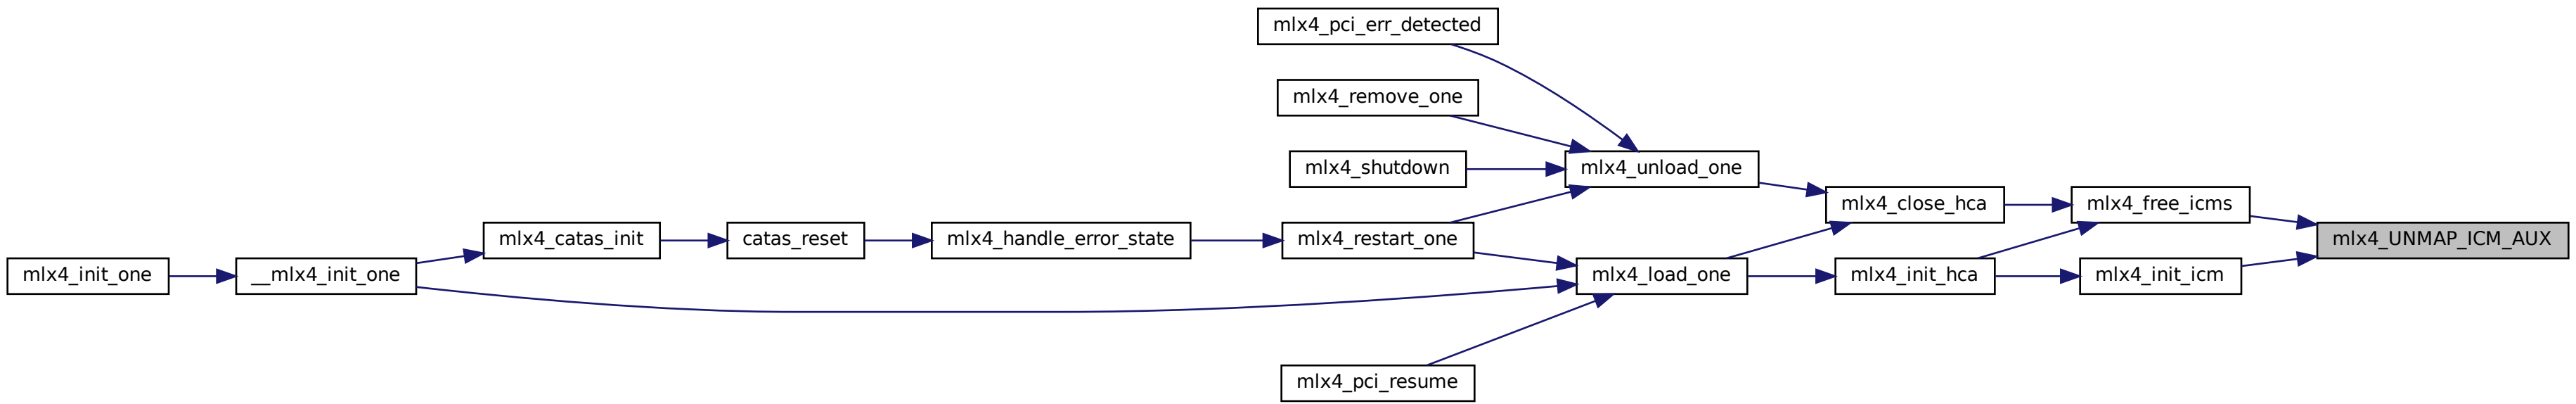 mlx4_pci_err_detected
mlx4_remove_one
mlx4_shutdown
mlx4_unload_one
mlx4_close_hca
mlx4_free_icms
mlx4_catas_init
catas_reset
mlx4_handle_error_state
mlx4_restart_one
mlx4_UNMAP_ICM_AUX
mlx4_init_one
__mlx4_init_one
mlx4_load_one
mlx4_init_hca
mlx4_init_icm
mlx4_pci_resume